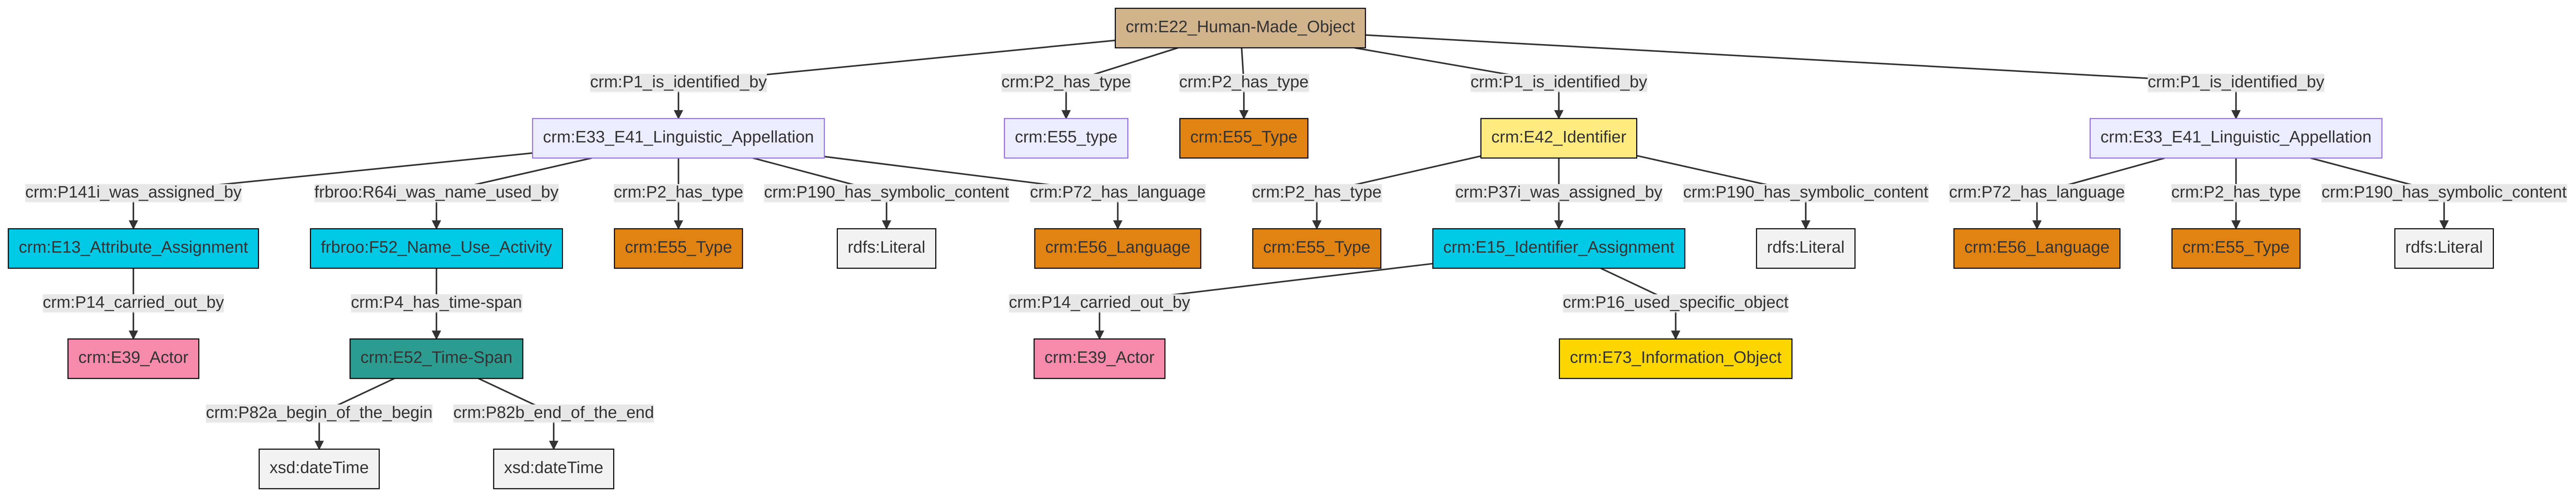 crm:E22_Human-Made_Object
crm:P1_is_identified_by
crm:P2_has_type
crm:P2_has_type
crm:P1_is_identified_by
crm:P1_is_identified_by
crm:E33_E41_Linguistic_Appellation
crm:E55_type
crm:E55_Type
crm:E42_Identifier
crm:E33_E41_Linguistic_Appellation
crm:P141i_was_assigned_by
frbroo:R64i_was_name_used_by
crm:P2_has_type
crm:P190_has_symbolic_content
crm:P72_has_language
crm:P2_has_type
crm:P37i_was_assigned_by
crm:P190_has_symbolic_content
crm:P72_has_language
crm:P2_has_type
crm:P190_has_symbolic_content
crm:E13_Attribute_Assignment
frbroo:F52_Name_Use_Activity
crm:E55_Type
rdfs:Literal
crm:E56_Language
crm:E55_Type
crm:E15_Identifier_Assignment
rdfs:Literal
crm:E56_Language
crm:E55_Type
rdfs:Literal
crm:P14_carried_out_by
crm:P4_has_time-span
crm:P14_carried_out_by
crm:P16_used_specific_object
crm:E39_Actor
crm:E52_Time-Span
crm:E39_Actor
crm:E73_Information_Object
crm:P82a_begin_of_the_begin
crm:P82b_end_of_the_end
xsd:dateTime
xsd:dateTime